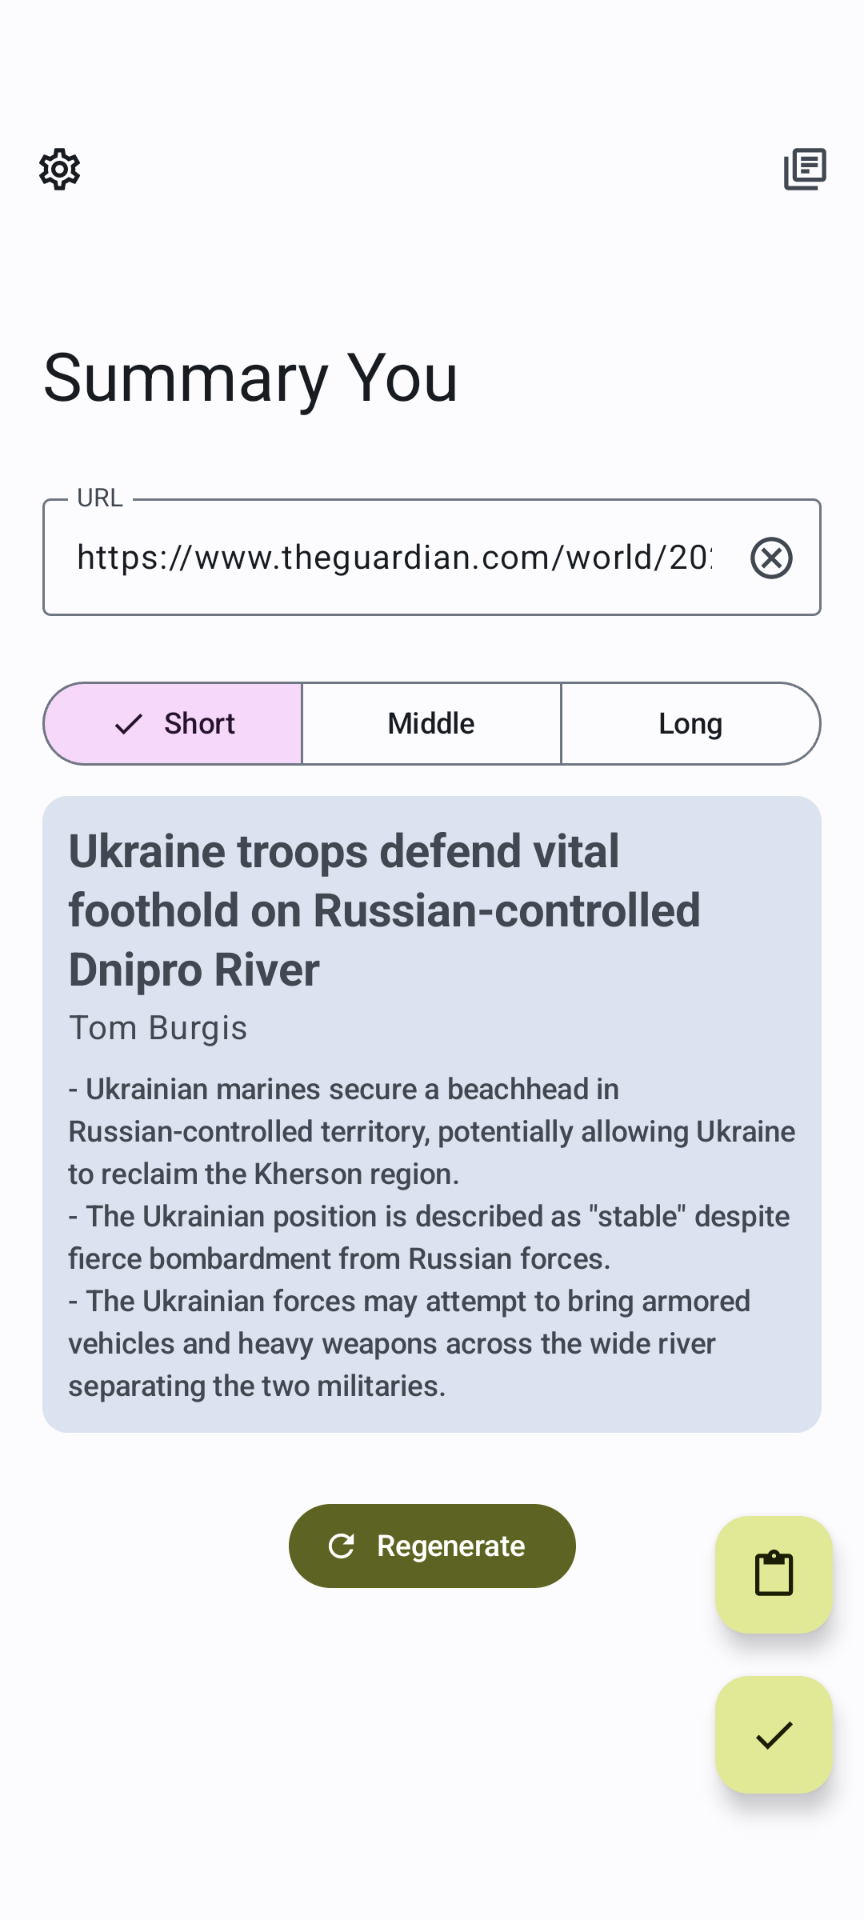 Summary You
URL
https://www.theguardian.com/world/20
Short
Middle
Long
Ukraine troops defend vital
foothold on Russian-controlled
Dnipro River
Tom Burgis
- Ukrainian marines secure a beachhead in
Russian-controlled territory, potentially allowing Ukraine
to reclaim the Kherson region.
- The Ukrainian position is described as "stable" despite
fierce bombardment from Russian forces.
- The Ukrainian forces may attempt to bring armored
vehicles and heavy weapons across the wide river
separating the two militaries.
Regenerate